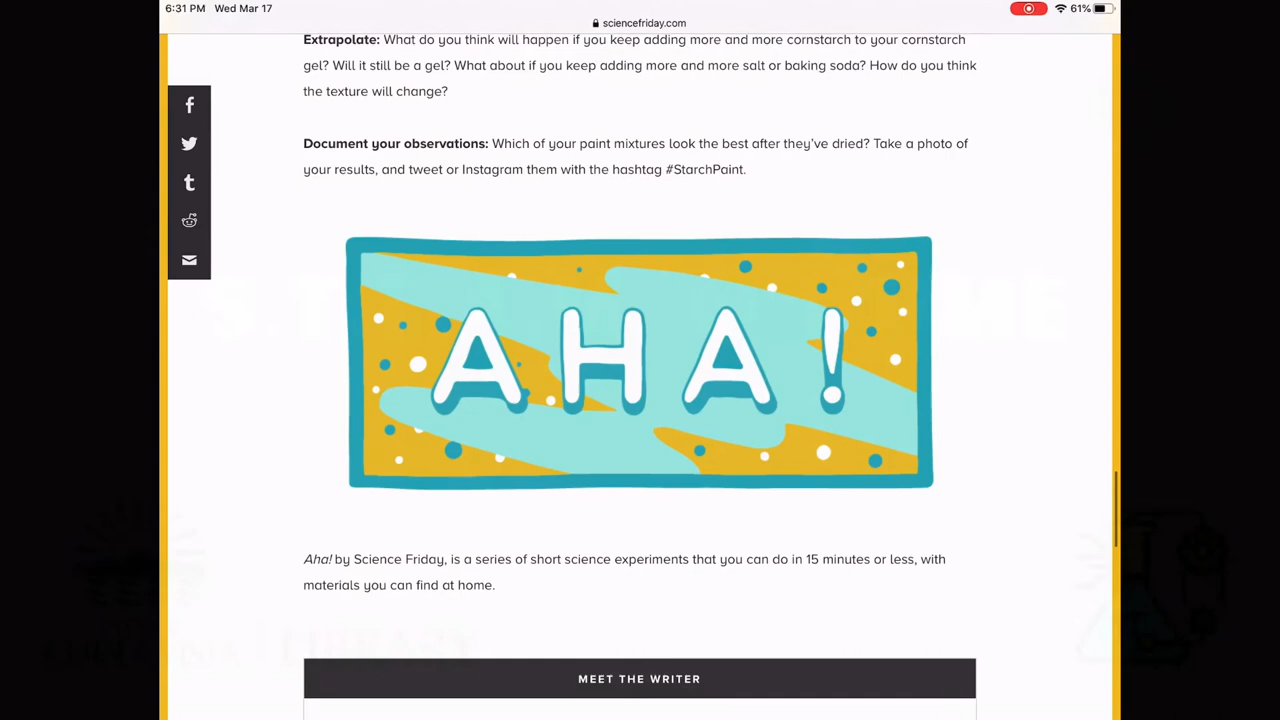 6:31 PM Wed Mar 17
61%
sciencefriday.com
Extrapolate: What do you think will happen if you keep adding more and more cornstarch to your cornstarch
gel? Will it still be a gel? What about if you keep adding more and more salt or baking soda? How do you think
the texture will change?
Document your observations: Which of your paint mixtures look the best after they’ve dried? Take a photo of
your results, and tweet or Instagram them with the hashtag #StarchPaint.
AHA!
Aha! by Science Friday, is a series of short science experiments that you can do in 15 minutes or less, with
materials you can find at home.
MEET THE WRITER